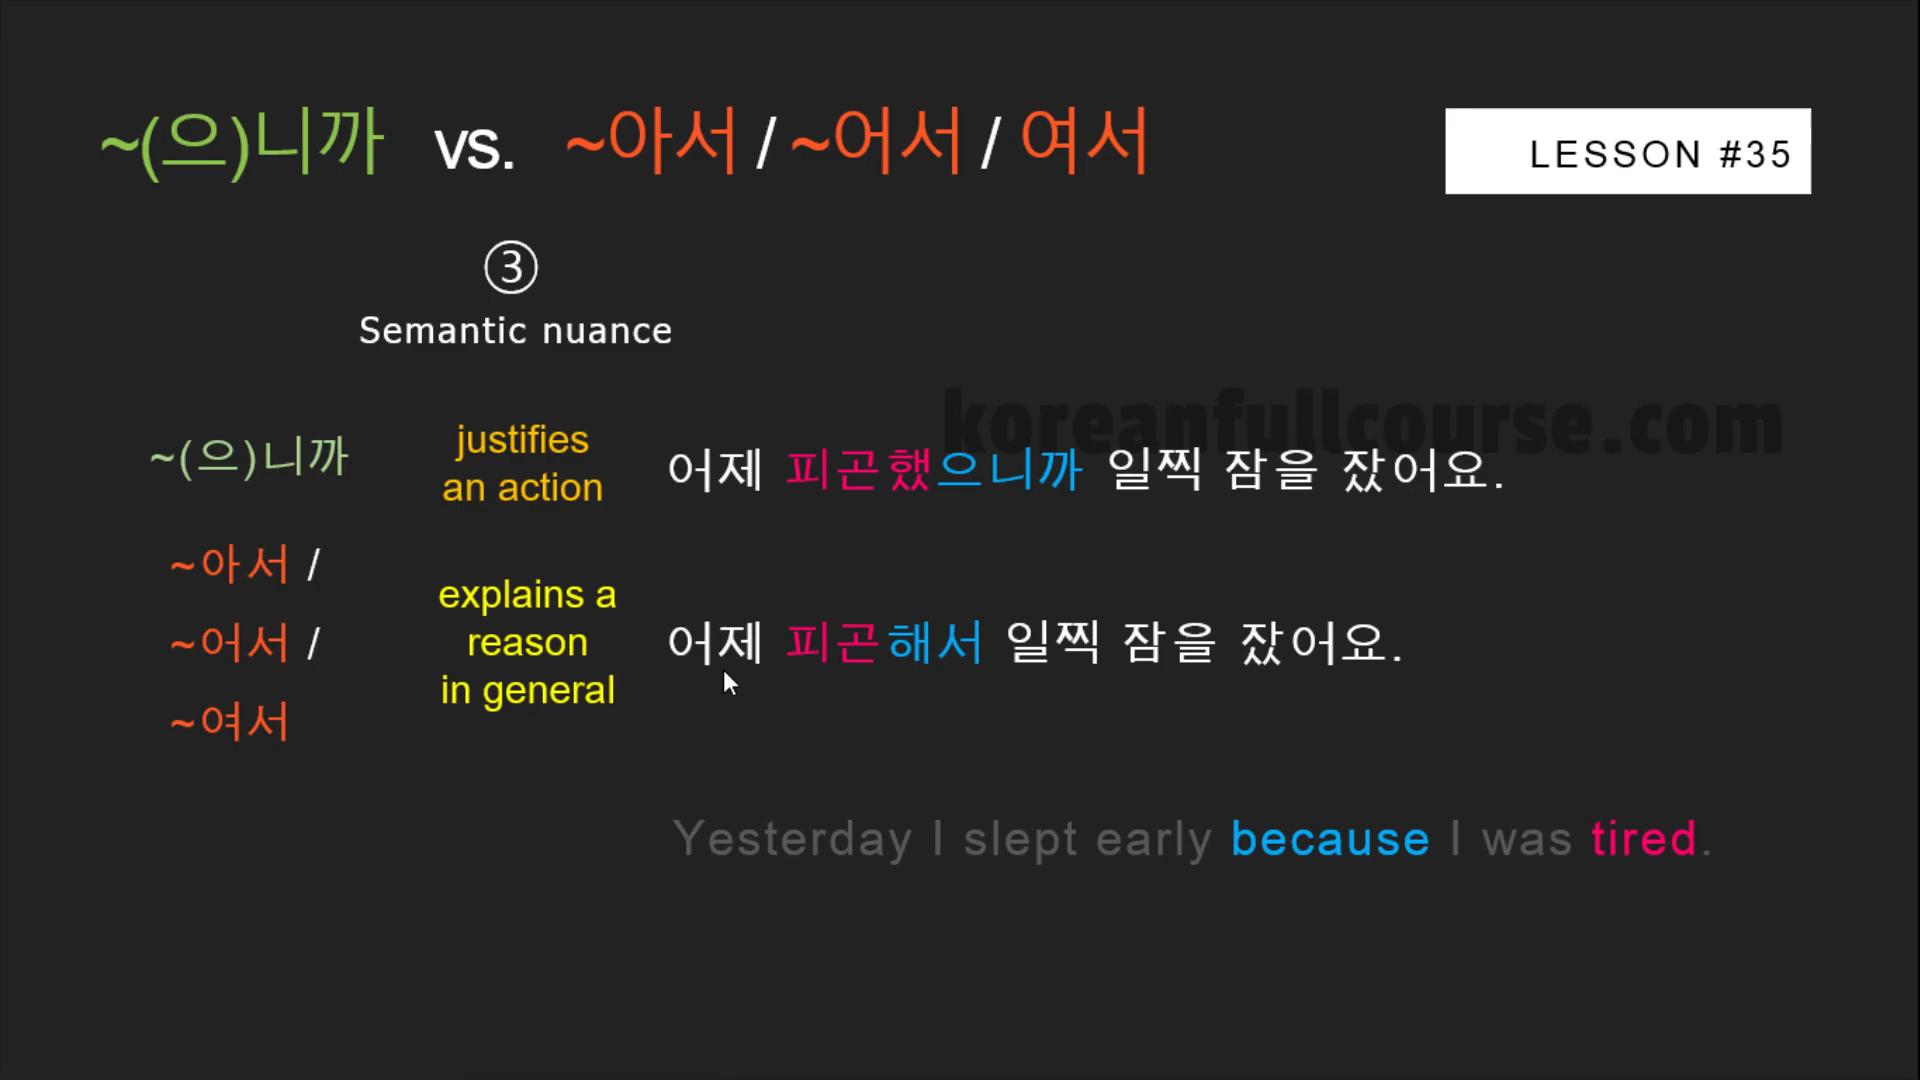 ~(으)니까 vs. ~아서 / ~어서 / 여서
LESSON #35
③
Semantic nuance
koreanfullcourse.com
~(으)니까
justifies
an action
어제 피곤했으니까 일찍 잠을 잤어요.
~아서 /
~어서 /
~여서
explains a
reason
in general
어제 피곤해서 일찍 잠을 잤어요.
Yesterday I slept early because I was tired.